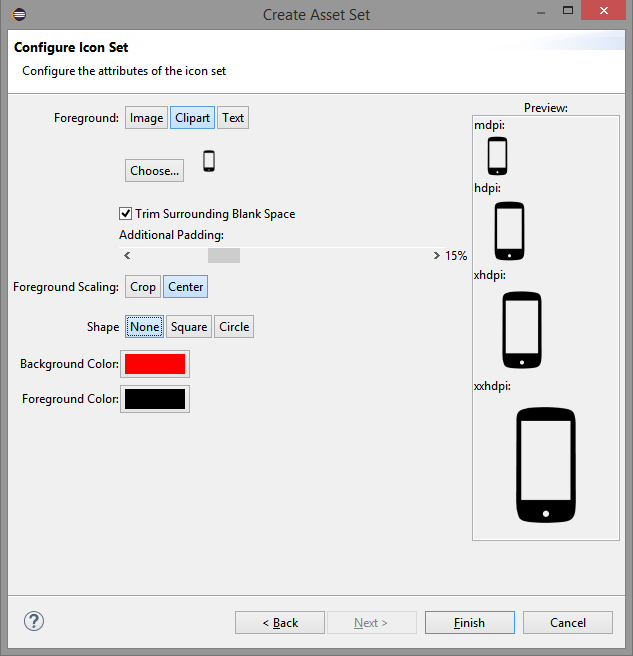 Create Asset Set
Configure Icon Set
Configure the attributes of the icon set
Foreground: Image Clipart Text
Choose...
Trim Surrounding Blank Space
Additional Padding:
15%
Foreground Scaling: Crop Center
Shape None Square Circle
Background Color:
Foreground Color:
Preview:
mdpi:
hdpi:
xhdpi:
xxhdpi:
? < Back Next > Finish Cancel